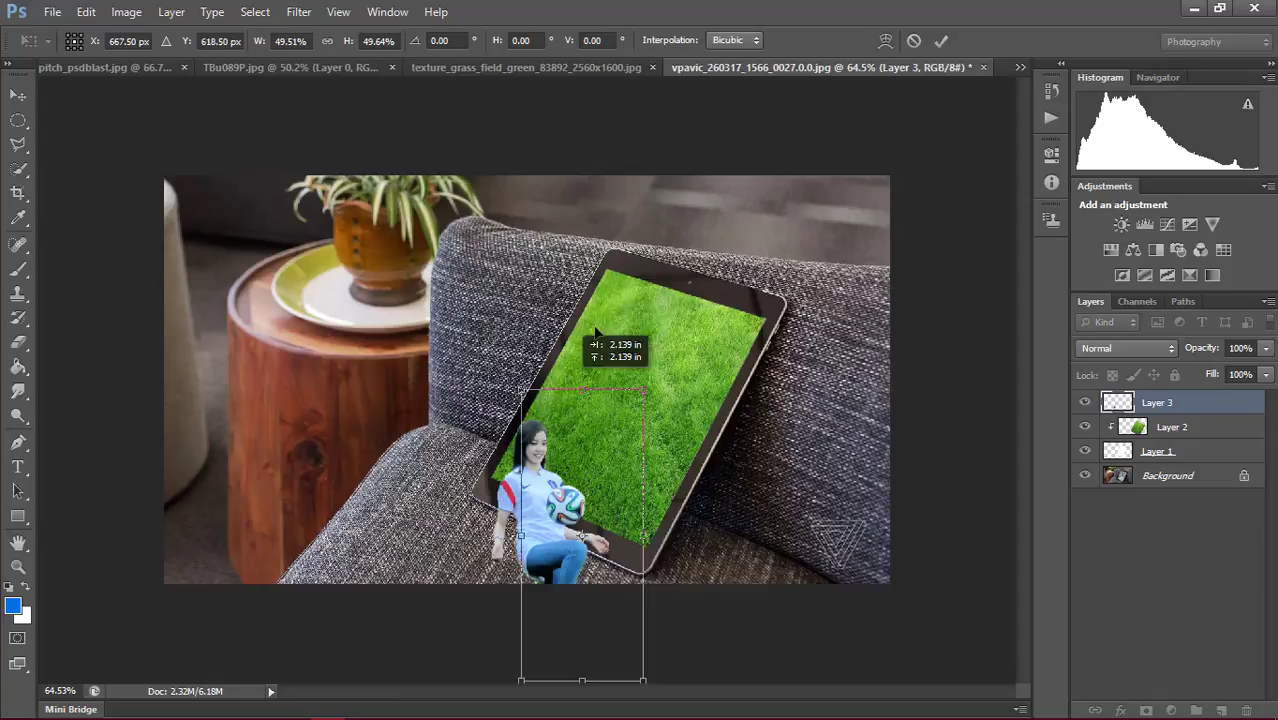 Ps File Edit Image Layer Type Select Filter View Window Help
X: 667.50 px Y: 618.50 px W: 49.51% H: 49.64% 0.00 ° H: 0.00 ° V: 0.00 ° Interpolation: Bicubic Photography
pitch_psdblast.jpg @ 66.7... × TBu089P.jpg @ 50.2% (Layer 0, RG... × texture_grass_field_green_83892_2560x1600.jpg × vpavic_260317_1566_0027.0.0.jpg @ 64.5% (Layer 3, RGB/8#) * ×
Histogram Navigator
Adjustments
Add an adjustment
Layers Channels Paths
Kind
Normal Opacity: 100%
Lock: Fill: 100%
Layer 3
Layer 2
Layer 1
Background
2.139 in
2.139 in
64.53% Doc: 2.32M/6.18M
Mini Bridge